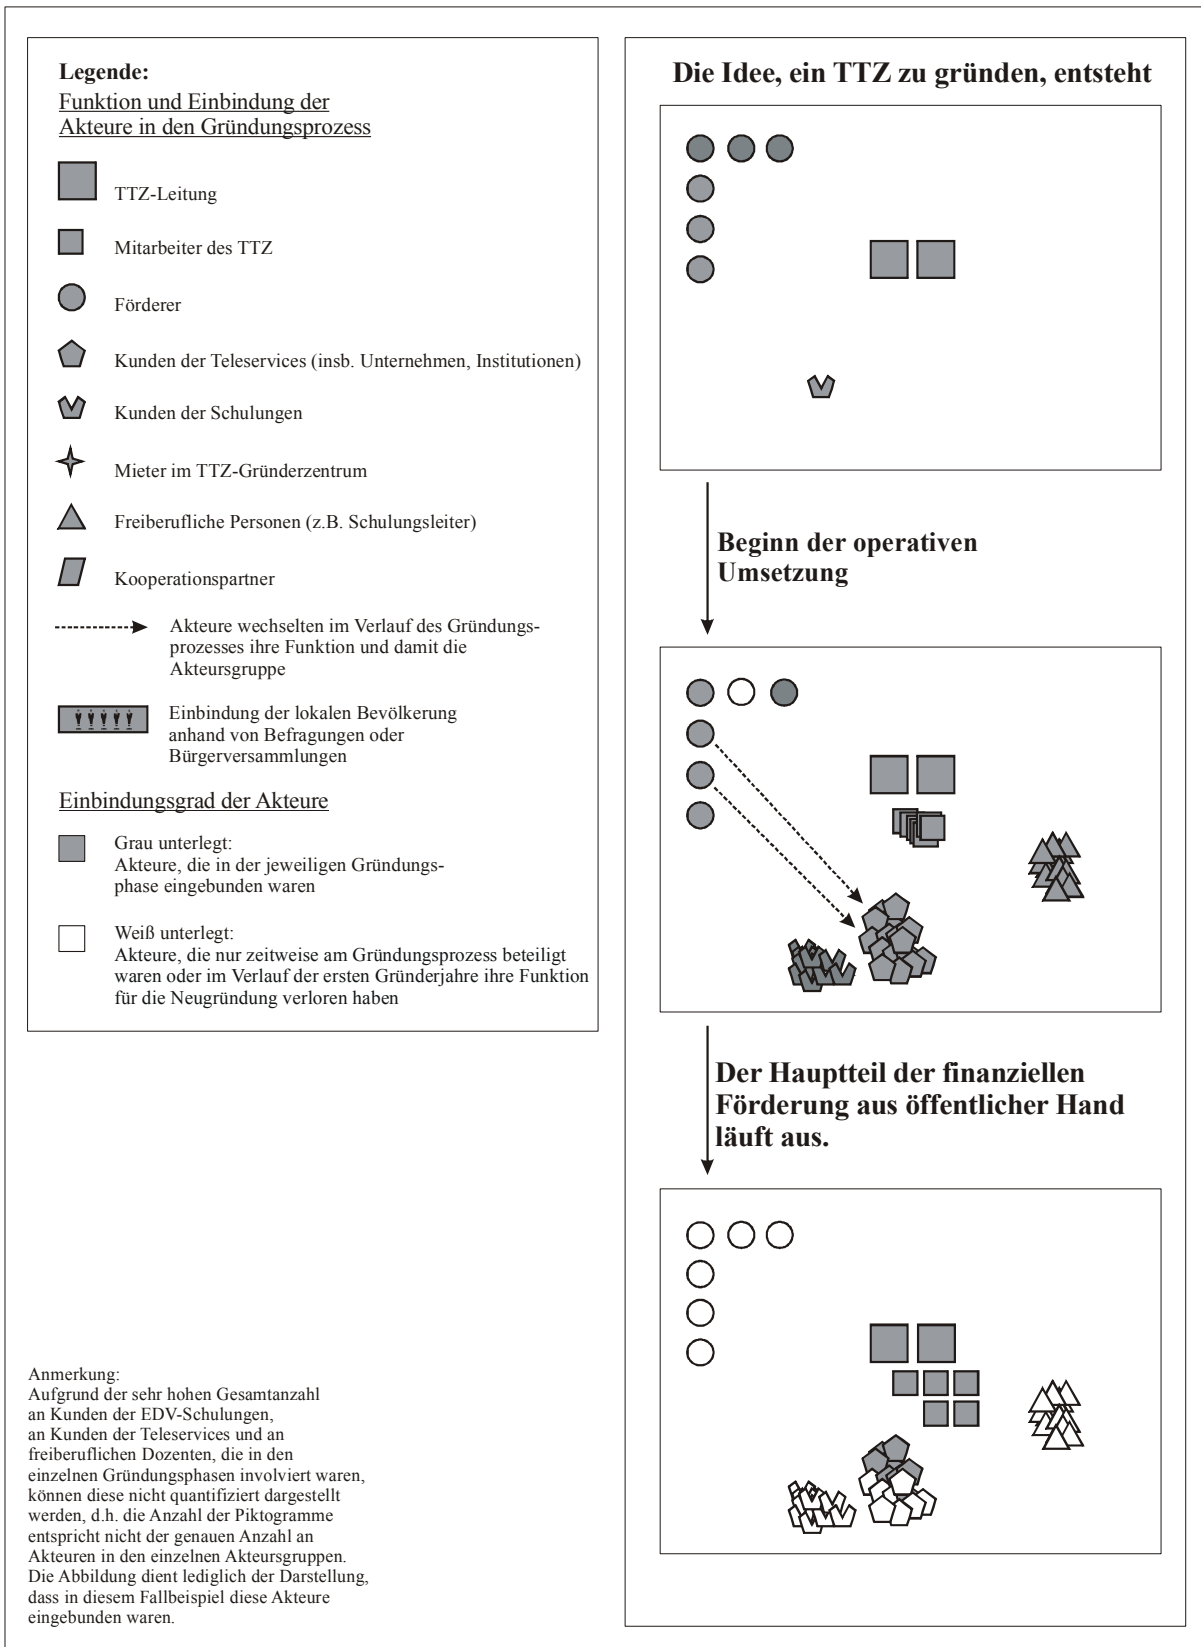 Legende:
Funktion und Einbindung der
Akteure in den Gründungsprozess
TTZ-Leitung
Mitarbeiter des TTZ
Förderer
Kunden der Teleservices (insb. Unternehmen, Institutionen)
Kunden der Schulungen
Mieter im TTZ-Gründerzentrum
Freiberufliche Personen (z.B. Schulungsleiter)
Kooperationspartner
Akteure wechselten im Verlauf des Gründungs-
prozesses ihre Funktion und damit die
Akteursgruppe
Einbindung der lokalen Bevölkerung
anhand von Befragungen oder
Bürgerversammlungen
Einbindungsgrad der Akteure
Grau unterlegt:
Akteure, die in der jeweiligen Gründungs-
phase eingebunden waren
Weiß unterlegt:
Akteure, die nur zeitweise am Gründungsprozess beteiligt
waren oder im Verlauf der ersten Gründerjahre ihre Funktion
für die Neugründung verloren haben
Anmerkung:
Aufgrund der sehr hohen Gesamtanzahl
an Kunden der EDV-Schulungen,
an Kunden der Teleservices und an
freiberuflichen Dozenten, die in den
einzelnen Gründungsphasen involviert waren,
können diese nicht quantifiziert dargestellt
werden, d.h. die Anzahl der Piktogramme
entspricht nicht der genauen Anzahl an
Akteuren in den einzelnen Akteursgruppen.
Die Abbildung dient lediglich der Darstellung,
dass in diesem Fallbeispiel diese Akteure
eingebunden waren.
Die Idee, ein TTZ zu gründen, entsteht
Beginn der operativen
Umsetzung
Der Hauptteil der finanziellen
Förderung aus öffentlicher Hand
läuft aus.